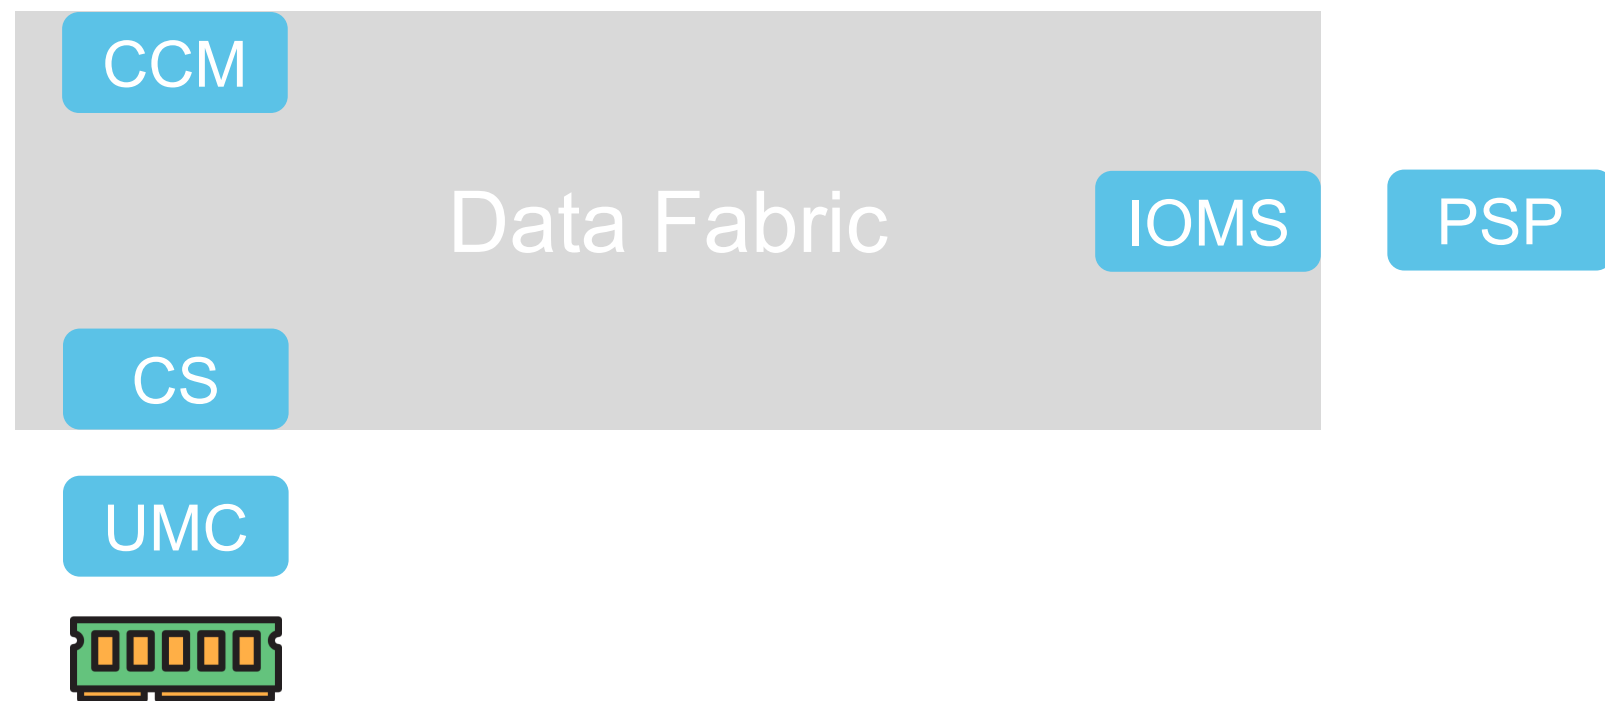 CCM
Data Fabric
IOMS
PSP
CS
UMC